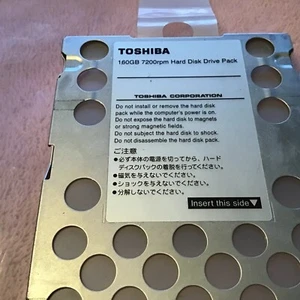 TOSHIBA
160GB 7200rpm Hard Disk Drive Pack
TOSHIBA CORPORATION
Do not install or remove the hard disk
pack while the computer's power is on.
Do not expose the hard disk to magnets
or strong magnetic fields.
Do not subject the hard disk to shock.
Do not disassemble the hard disk pack.
ご注意
●必ず本体の電源を切ってから、ハード
ディスクパックの着脱を行ってください。
●磁気を与えないでください。
●ショックを与えないでください。
●分解しないでください。
Insert this side▼